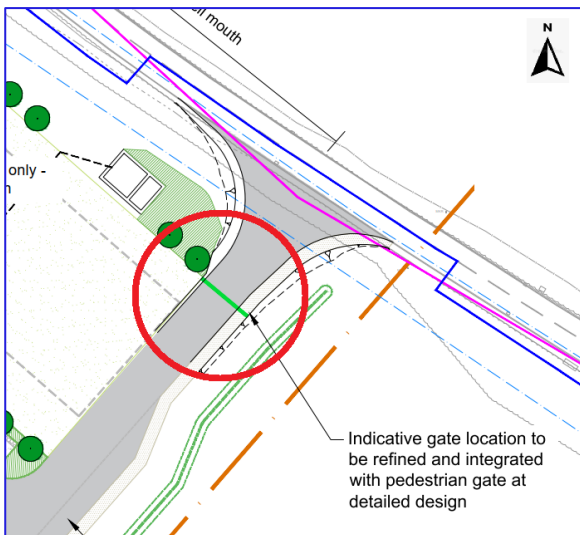 mouth
N
only -
Indicative gate location to
be refined and integrated
with pedestrian gate at
detailed design